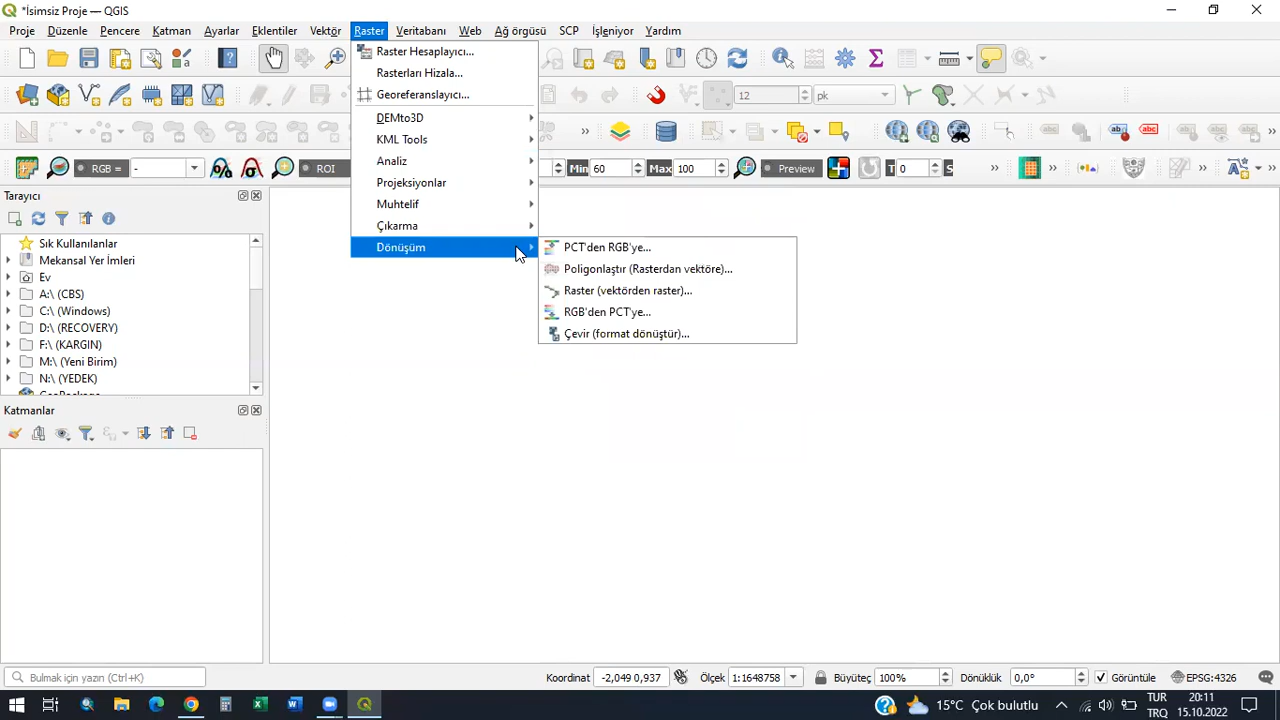 *İsimsiz Proje — QGIS
Proje Düzenle Pencere Katman Ayarlar Eklentiler Vektör Raster Veritabanı Web Ağ örgüsü SCP İşleniyor Yardım
Raster Hesaplayıcı...
Rasterları Hizala...
Georeferanslayıcı...
DEMto3D
KML Tools
Analiz
Projeksiyonlar
Muhtelif
Çıkarma
Dönüşüm
PCT'den RGB'ye...
Poligonlaştır (Rasterdan vektöre)...
Raster (vektörden raster)...
RGB'den PCT'ye...
Çevir (format dönüştür)...
12 pk
abc abc
RGB = - ROI Min 60 Max 100 Preview T 0 S
Tarayıcı
Sık Kullanılanlar
Mekansal Yer İmleri
Ev
A:\ (CBS)
C:\ (Windows)
D:\ (RECOVERY)
F:\ (KARGIN)
M:\ (Yeni Birim)
N:\ (YEDEK)
GeoPackage
Katmanlar
Bulmak için yazın (Ctrl+K) Koordinat -2,049 0,937 Ölçek 1:1648758 Büyüteç 100% Dönüklük 0,0° Görüntüle EPSG:4326
15°C Çok bulutlu TUR 20:11
TRQ 15.10.2022